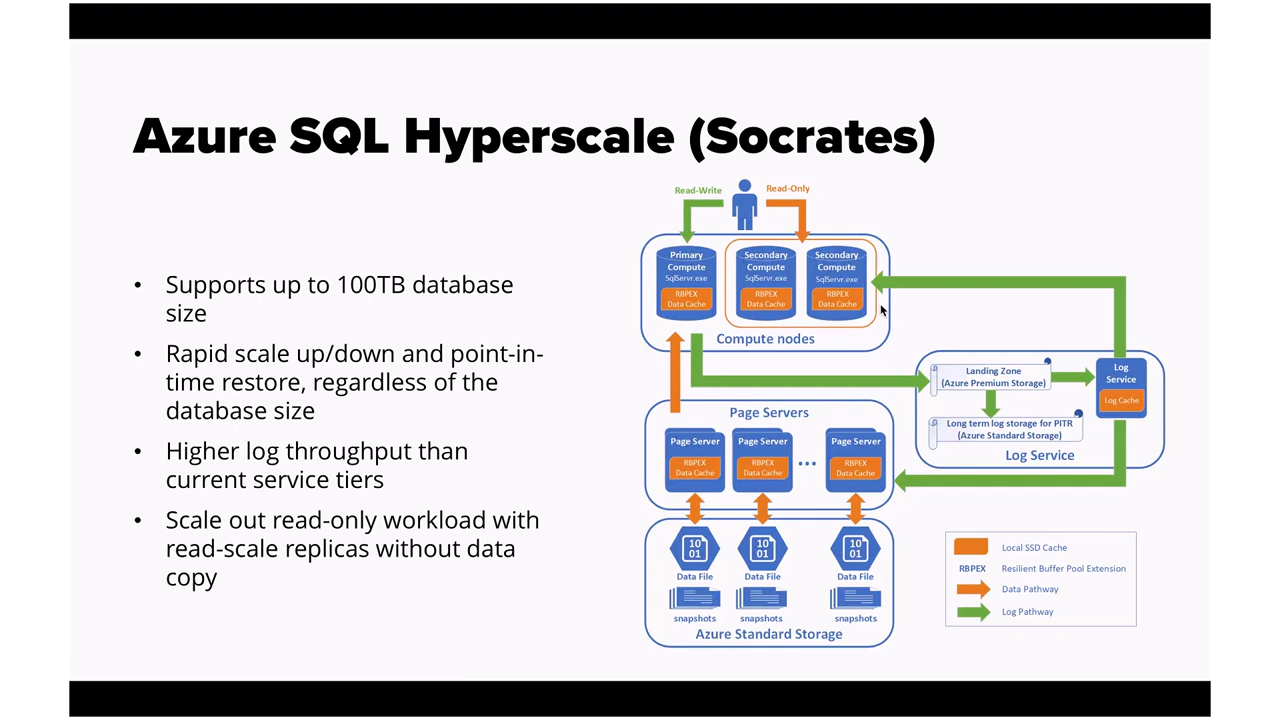 Azure SQL Hyperscale (Socrates)
• Supports up to 100TB database
size
• Rapid scale up/down and point-in-
time restore, regardless of the
database size
• Higher log throughput than
current service tiers
• Scale out read-only workload with
read-scale replicas without data
copy
Read-Write
Read-Only
Primary
Compute
SqlServr.exe
RBPEX
Data Cache
Secondary
Compute
SqlServr.exe
RBPEX
Data Cache
Secondary
Compute
SqlServr.exe
RBPEX
Data Cache
Compute nodes
Landing Zone
(Azure Premium Storage)
Log
Service
Log Cache
Long term log storage for PITR
(Azure Standard Storage)
Log Service
Page Servers
Page Server
RBPEX
Data Cache
Page Server
RBPEX
Data Cache
...
Page Server
RBPEX
Data Cache
10
01
Data File
snapshots
10
01
Data File
snapshots
10
01
Data File
snapshots
Azure Standard Storage
Local SSD Cache
RBPEX Resilient Buffer Pool Extension
Data Pathway
Log Pathway